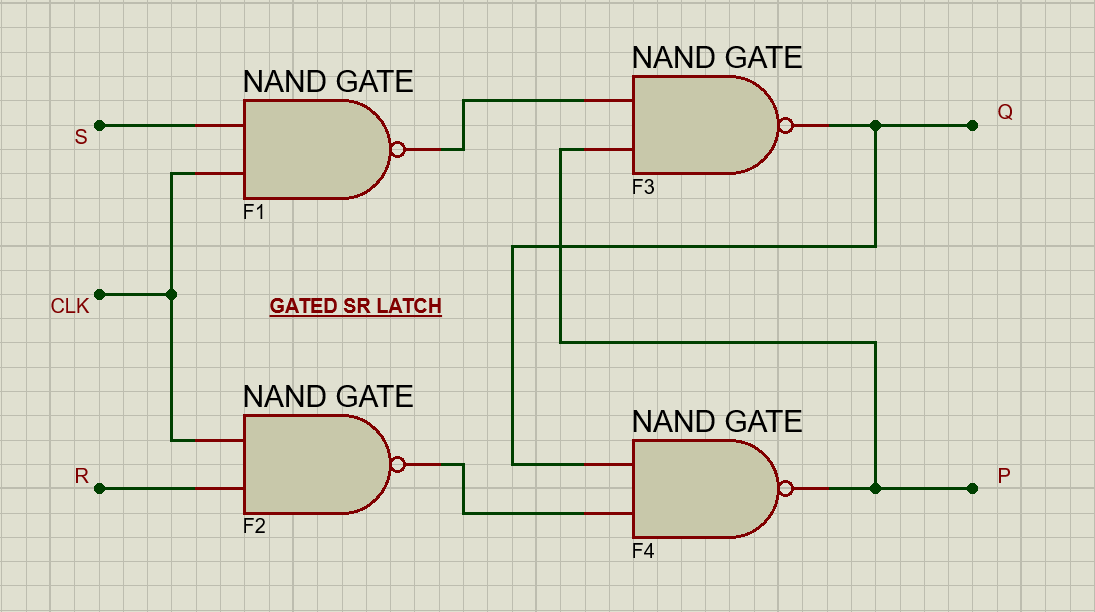 NAND GATE
NAND GATE
S
Q
F3
F1
CLK
GATED SR LATCH
NAND GATE
NAND GATE
R
P
F2
F4